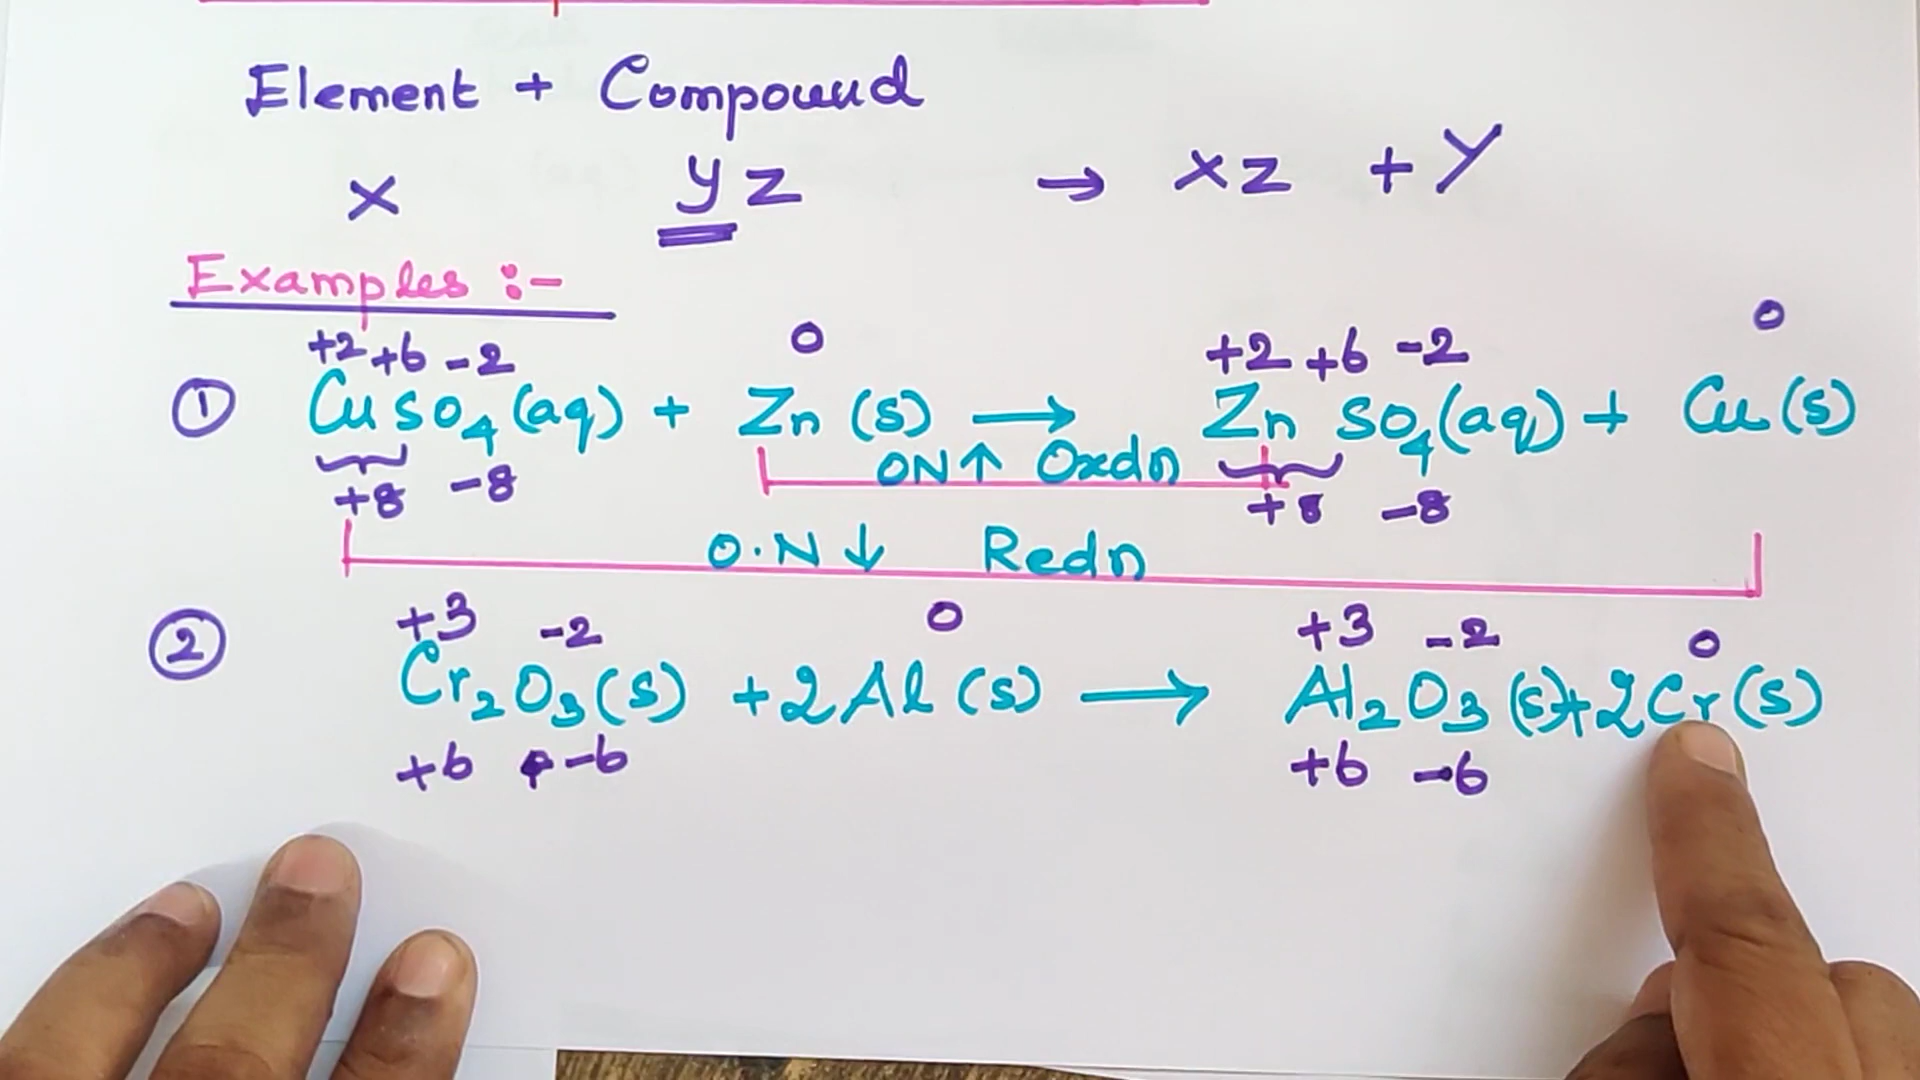 Element + Compound
X yz → xz + y
Examples :-
+2 +6 -2 0 +2 +6 -2 0
① CuSO₄(aq) + Zn (s) → ZnSO₄(aq) + Cu(s)
ON↑ Oxdn
+8 -8 +8 -8
O.N↓ Redn
+3 -2 0 +3 -2 0
② Cr₂O₃(s) +2Al (s) → Al₂O₃(s)+2Cr(s)
+6 -6 +6 -6